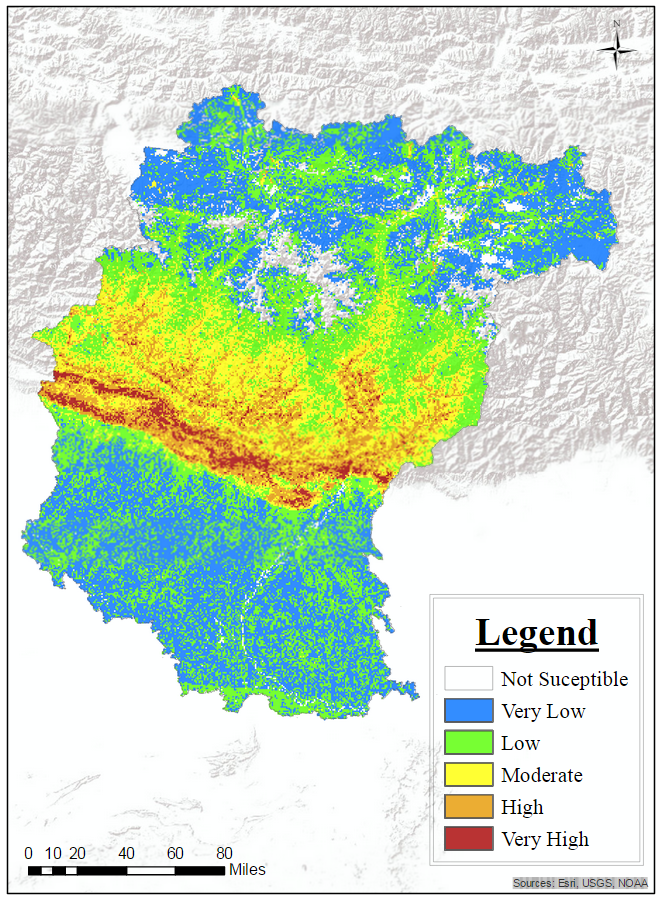 N
Legend
Not Suceptible
Very Low
Low
Moderate
High
Very High
0 10 20 40 60 80
Miles
Sources: Esri, USGS, NOAA